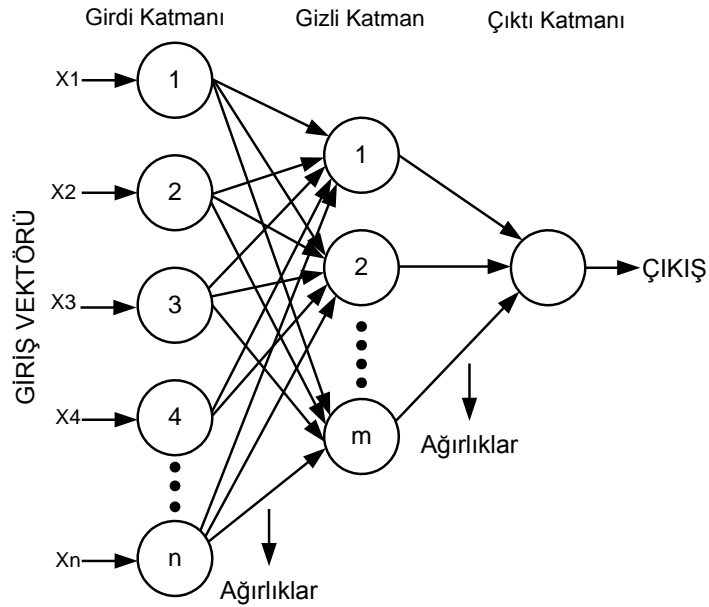 Girdi Katmanı
Gizli Katman
Çıktı Katmanı
GİRİŞ VEKTÖRÜ
X1
1
X2
2
X3
3
X4
4
Xn
n
1
2
m
ÇIKIŞ
Ağırlıklar
Ağırlıklar